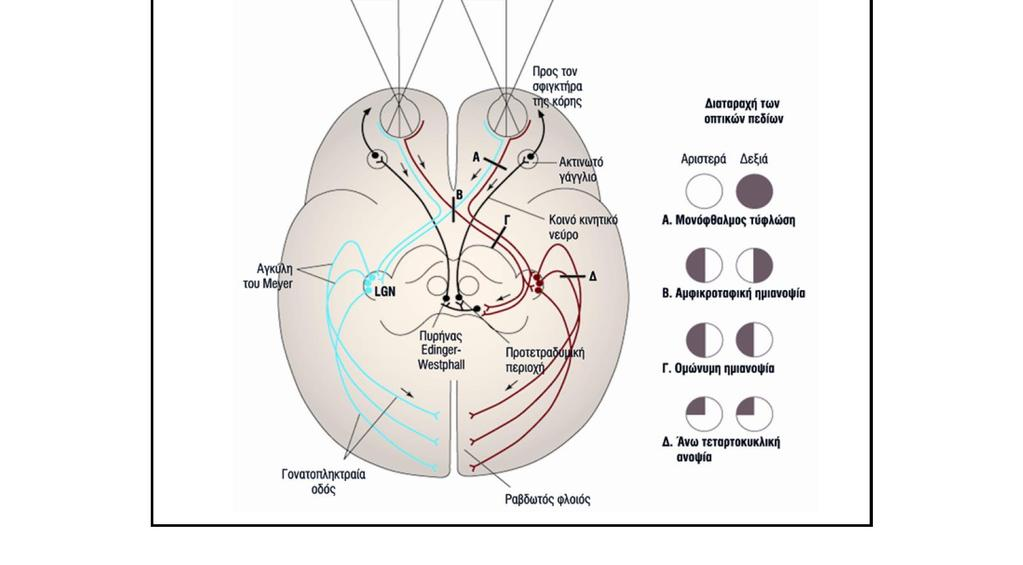 Προς τον
σφιγκτήρα
της κόρης
Διαταραχή των
οπτικών πεδίων
Αριστερά Δεξιά
Α
Ακτινωτό
γάγγλιο
Β
Α. Μονόφθαλμος τύφλωση
Γ
Κοινό κινητικό
νεύρο
Αγκύλη
του Meyer
LGN
Δ
Β. Αμφικροταφική ημιανοψία
Πυρήνας
Edinger-
Westphall
Προτετραδυμική
περιοχή
Γ. Ομώνυμη ημιανοψία
Δ. Άνω τεταρτοκυκλική
ανοψία
Γονατοπληκτραία
οδός
Ραβδωτός φλοιός